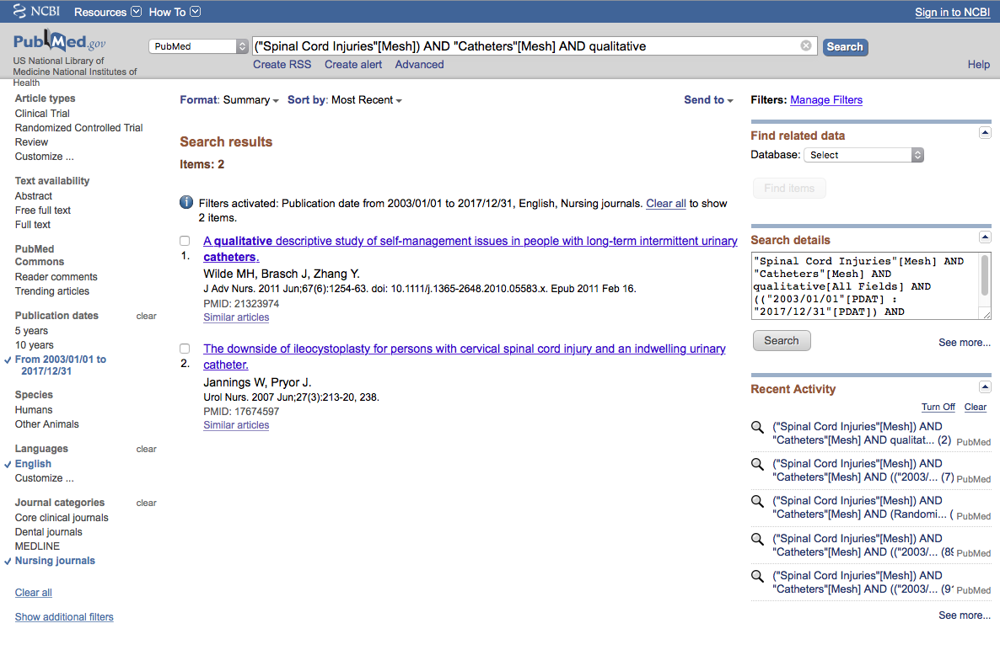 NCBI Resources How To Sign in to NCBI
PubMed.gov
US National Library of
Medicine National Institutes of
Health
PubMed ("Spinal Cord Injuries"[Mesh]) AND "Catheters"[Mesh] AND qualitative Search
Create RSS Create alert Advanced Help
Article types
Clinical Trial
Randomized Controlled Trial
Review
Customize ...
Text availability
Abstract
Free full text
Full text
PubMed
Commons
Reader comments
Trending articles
Publication dates clear
5 years
10 years
From 2003/01/01 to
2017/12/31
Species
Humans
Other Animals
Languages clear
English
Customize ...
Journal categories clear
Core clinical journals
Dental journals
MEDLINE
Nursing journals
Clear all
Show additional filters
Format: Summary Sort by: Most Recent Send to
Search results
Items: 2
Filters activated: Publication date from 2003/01/01 to 2017/12/31, English, Nursing journals. Clear all to show
2 items.
A qualitative descriptive study of self-management issues in people with long-term intermittent urinary
1. catheters.
Wilde MH, Brasch J, Zhang Y.
J Adv Nurs. 2011 Jun;67(6):1254-63. doi: 10.1111/j.1365-2648.2010.05583.x. Epub 2011 Feb 16.
PMID: 21323974
Similar articles
The downside of ileocystoplasty for persons with cervical spinal cord injury and an indwelling urinary
2. catheter.
Jannings W, Pryor J.
Urol Nurs. 2007 Jun;27(3):213-20, 238.
PMID: 17674597
Similar articles
Filters: Manage Filters
Find related data
Database: Select
Find items
Search details
"Spinal Cord Injuries"[Mesh] AND
"Catheters"[Mesh] AND
qualitative[All Fields] AND
(("2003/01/01"[PDAT] :
"2017/12/31"[PDAT]) AND
Search See more...
Recent Activity
Turn Off Clear
("Spinal Cord Injuries"[Mesh]) AND
"Catheters"[Mesh] AND qualitat... (2) PubMed
("Spinal Cord Injuries"[Mesh]) AND
"Catheters"[Mesh] AND (("2003/... (7) PubMed
("Spinal Cord Injuries"[Mesh]) AND
"Catheters"[Mesh] AND (Randomi... ( PubMed
("Spinal Cord Injuries"[Mesh]) AND
"Catheters"[Mesh] AND (("2003/... (89 PubMed
("Spinal Cord Injuries"[Mesh]) AND
"Catheters"[Mesh] AND (("2003/... (9 PubMed
See more...